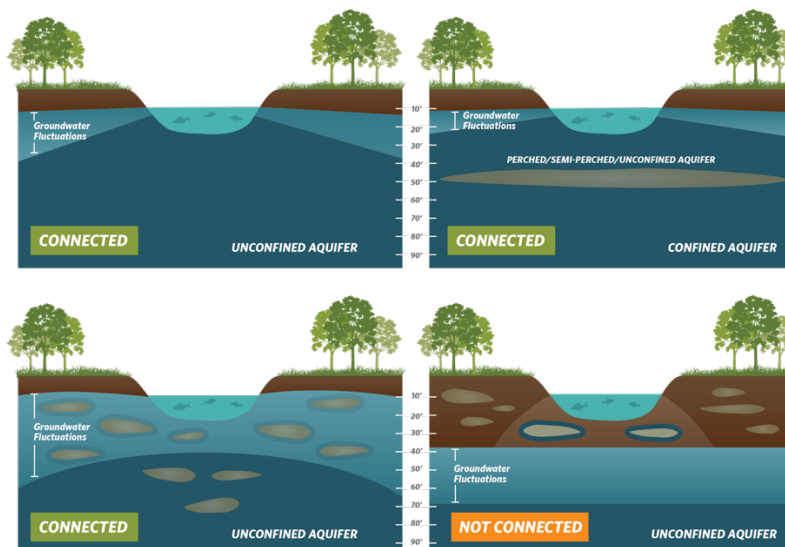 Groundwater
Fluctuations
CONNECTED
UNCONFINED AQUIFER
10'
20'
30'
40'
50'
60'
70'
80'
90'
Groundwater
Fluctuations
PERCHED/SEMI-PERCHED/UNCONFINED AQUIFER
CONNECTED
CONFINED AQUIFER
Groundwater
Fluctuations
CONNECTED
UNCONFINED AQUIFER
10'
20'
30'
40'
50'
60'
70'
80'
90'
Groundwater
Fluctuations
NOT CONNECTED
UNCONFINED AQUIFER